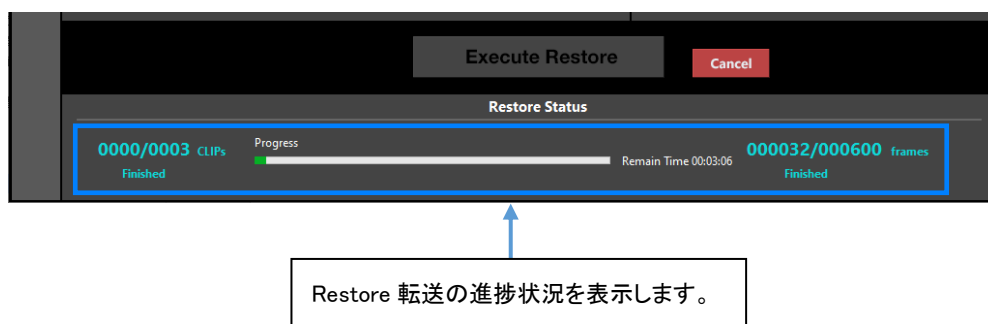 Execute Restore
Cancel
Restore Status
0000/0003 CLIPs
Finished
Progress
Remain Time 00:03:06
000032/000600 frames
Finished
Restore 転送の進捗状況を表示します。